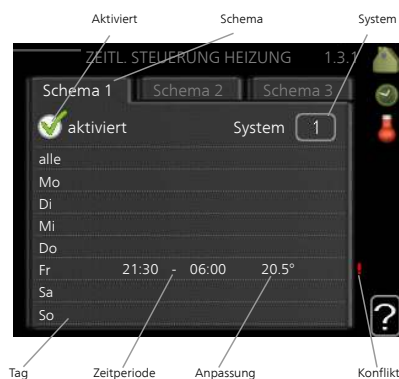 Aktiviert Schema System
ZEITL. STEUERUNG HEIZUNG 1.3.1
Schema 1 Schema 2 Schema 3
aktiviert System 1
alle
Mo
Di
Mi
Do
Fr 21:30 - 06:00 20.5°
!
Sa
So
?
Tag Zeitperiode Anpassung Konflikt